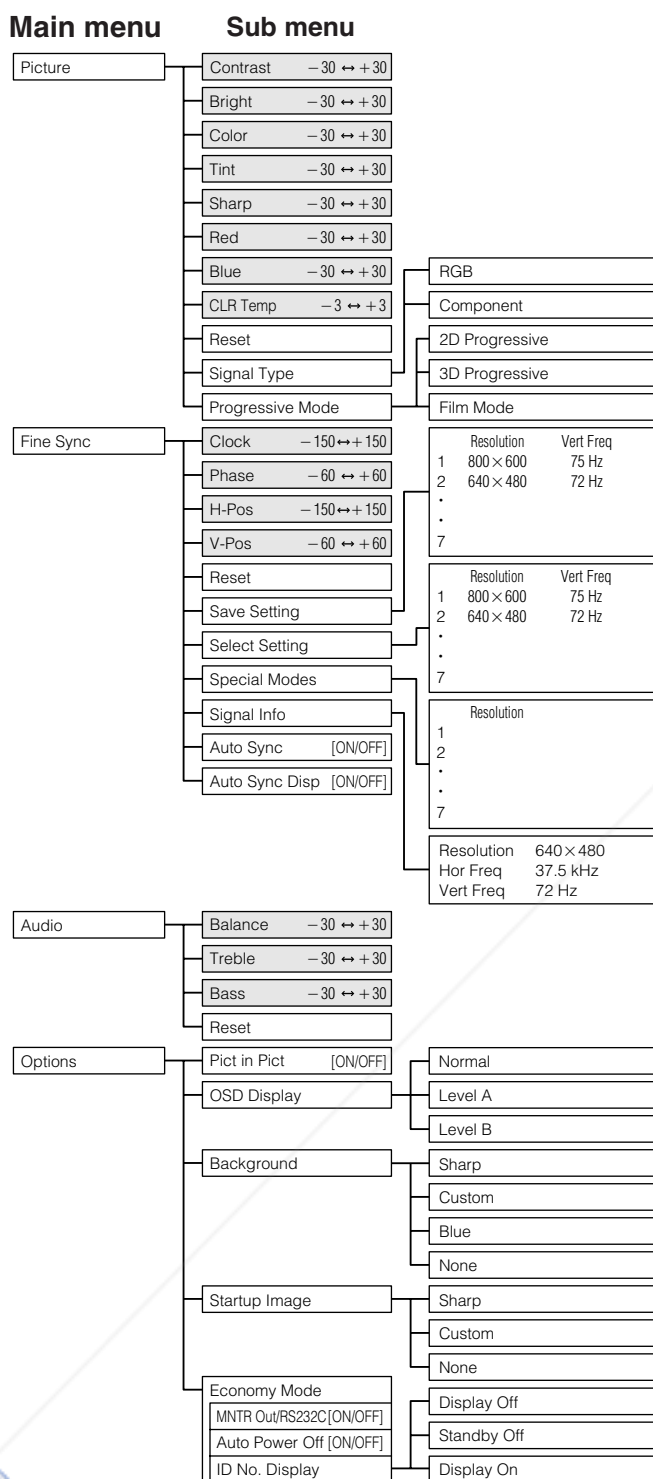 Main menu Sub menu
Picture
Contrast −30 ↔ +30
Bright −30 ↔ +30
Color −30 ↔ +30
Tint −30 ↔ +30
Sharp −30 ↔ +30
Red −30 ↔ +30
Blue −30 ↔ +30
CLR Temp −3 ↔ +3
Reset
Signal Type
Progressive Mode
RGB
Component
2D Progressive
3D Progressive
Film Mode
Fine Sync
Clock −150 ↔ +150
Phase −60 ↔ +60
H-Pos −150 ↔ +150
V-Pos −60 ↔ +60
Reset
Save Setting
Select Setting
Special Modes
Signal Info
Auto Sync [ON/OFF]
Auto Sync Disp [ON/OFF]
Resolution Vert Freq
1 800×600 75 Hz
2 640×480 72 Hz
·
·
7
Resolution Vert Freq
1 800×600 75 Hz
2 640×480 72 Hz
·
·
7
Resolution
1
2
·
·
7
Resolution 640×480
Hor Freq 37.5 kHz
Vert Freq 72 Hz
Audio
Balance −30 ↔ +30
Treble −30 ↔ +30
Bass −30 ↔ +30
Reset
Options
Pict in Pict [ON/OFF]
OSD Display
Normal
Level A
Level B
Background
Sharp
Custom
Blue
None
Startup Image
Sharp
Custom
None
Economy Mode
MNTR Out/RS232C [ON/OFF]
Auto Power Off [ON/OFF]
ID No. Display
Display Off
Standby Off
Display On